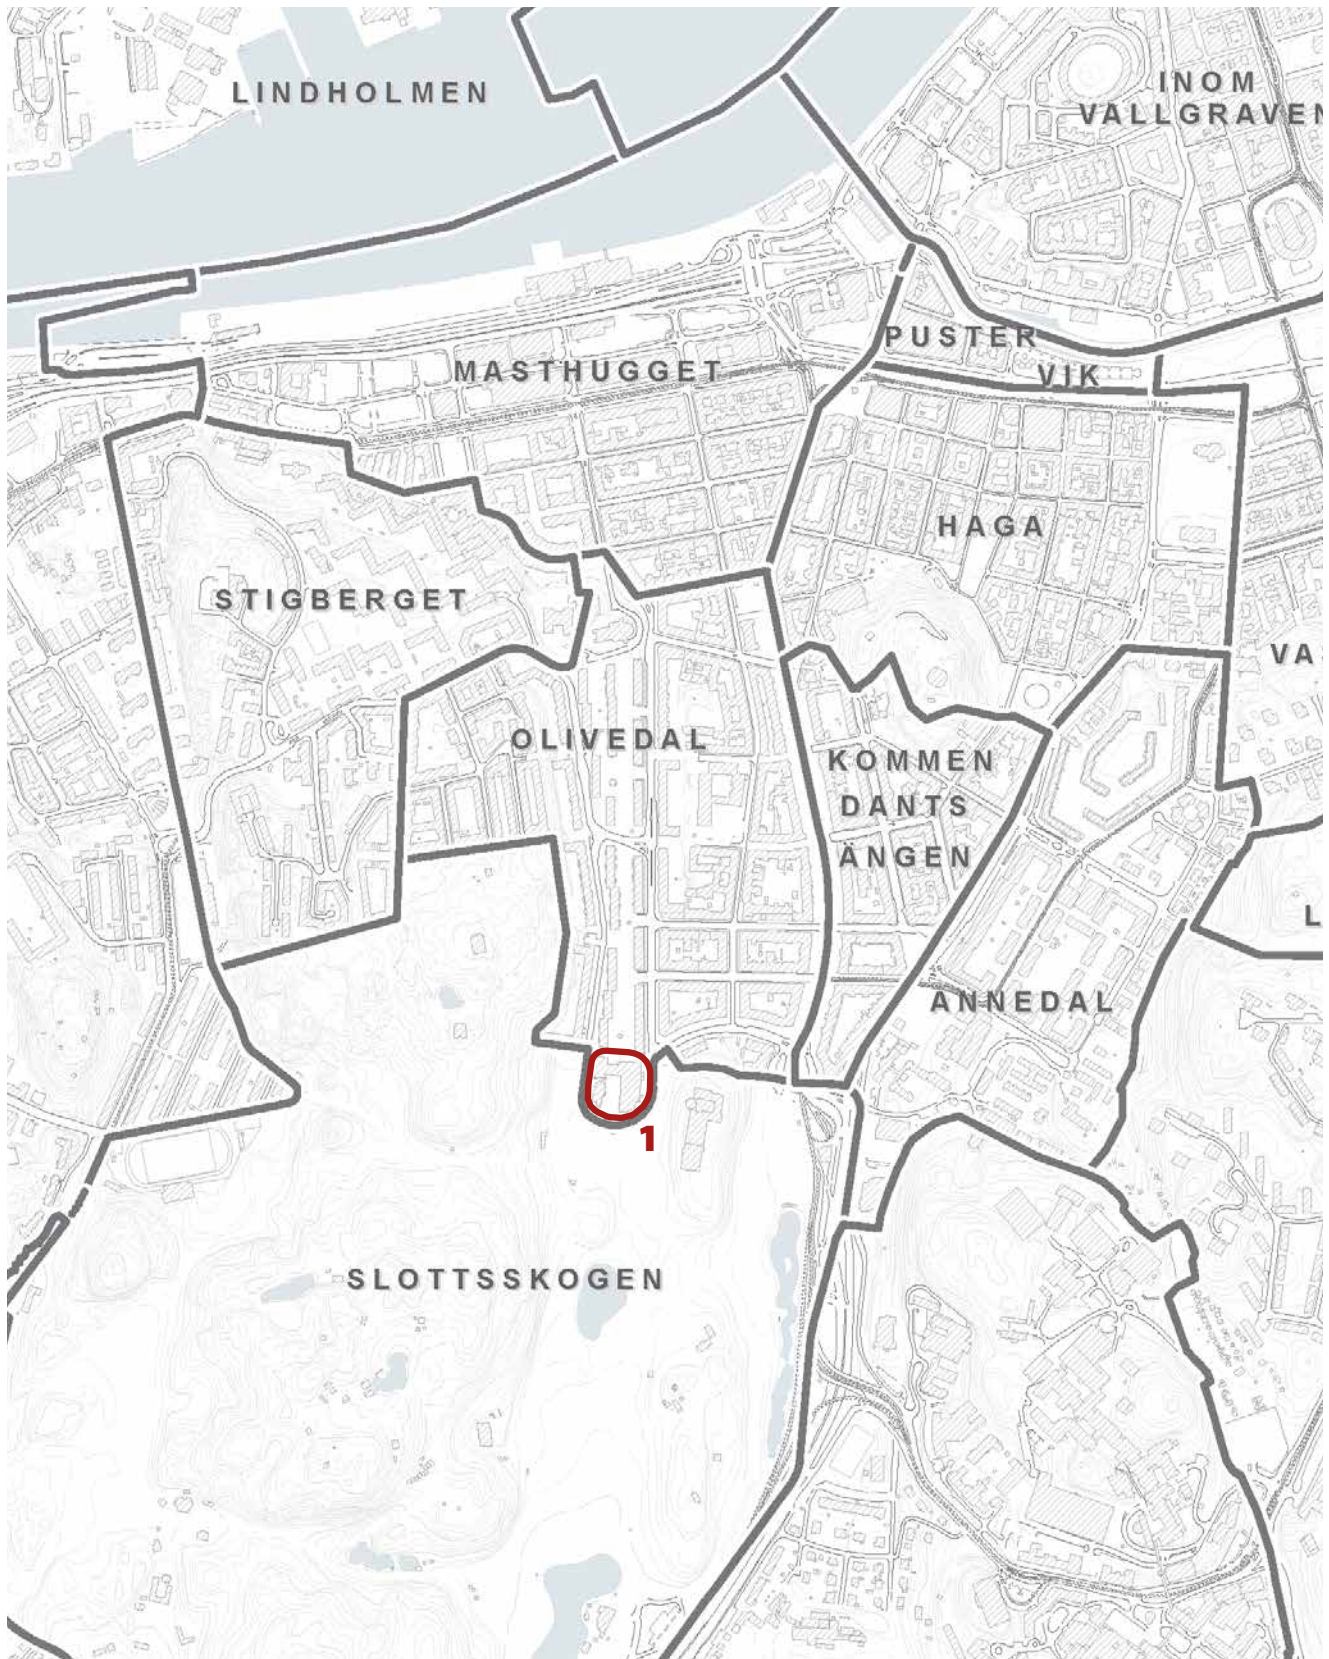 LINDHOLMEN
INOM
VALLGRAVEN
PUSTER
VIK
MASTHUGGET
HAGA
STIGBERGET
VA
OLIVEDAL
KOMMEN
DANTS
ÄNGEN
L
ANNEDAL
1
SLOTTSSKOGEN